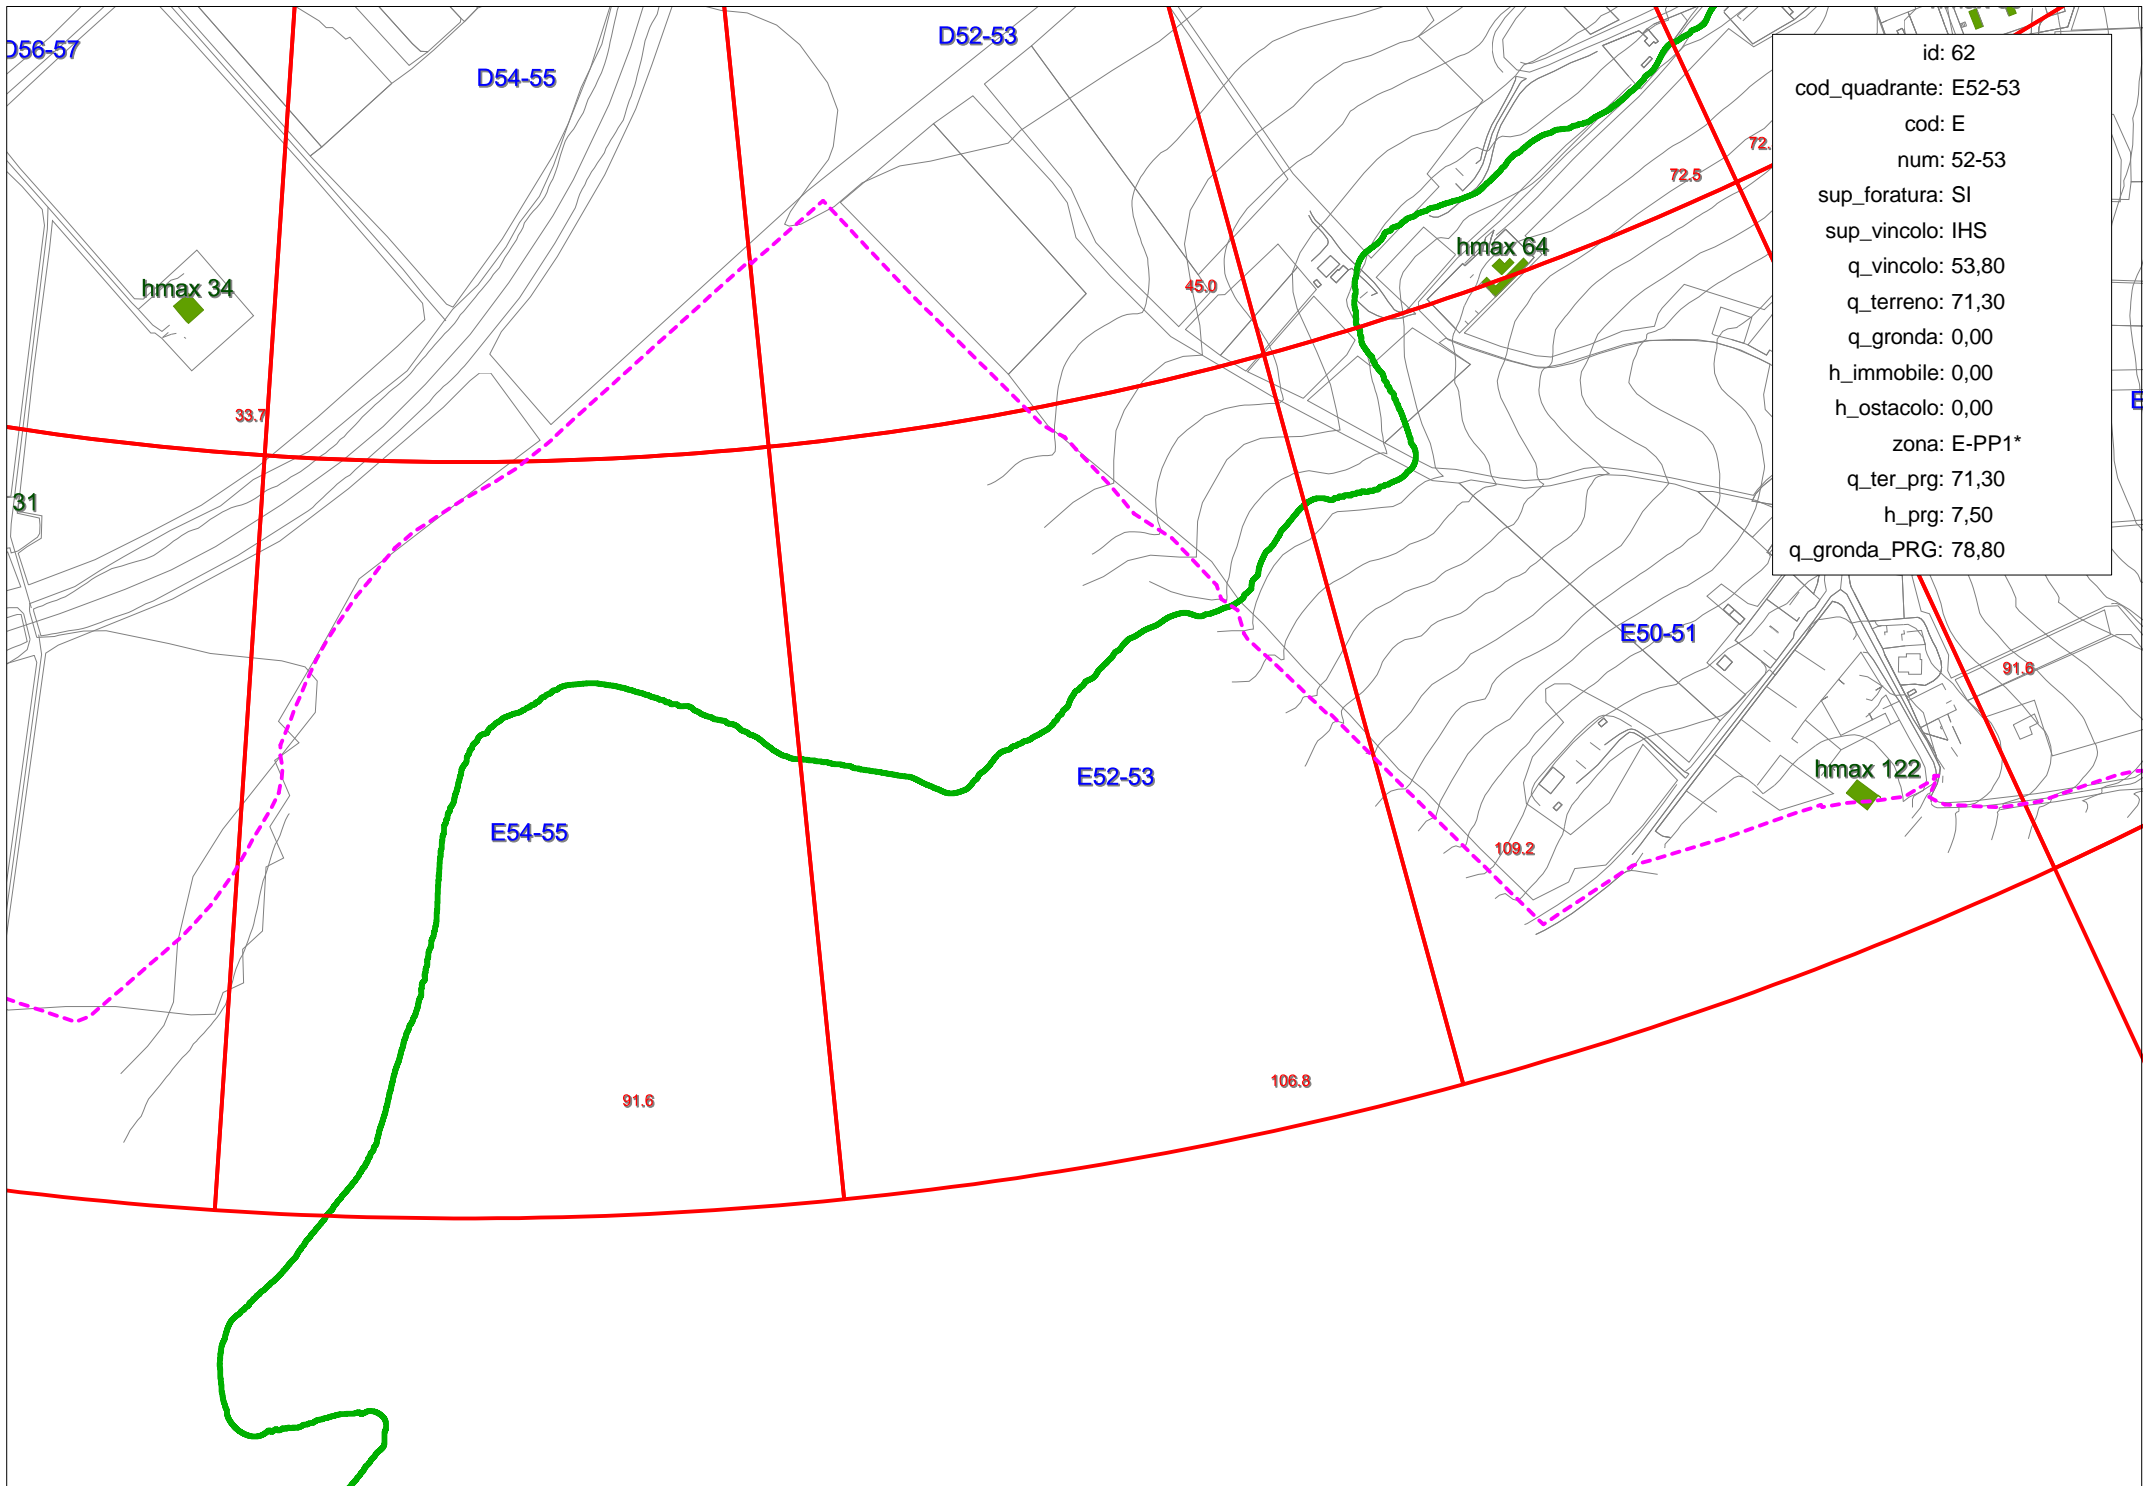 D56-57
D54-55
D52-53
id: 62
cod_quadrante: E52-53
cod: E
num: 52-53
sup_foratura: SI
sup_vincolo: IHS
q_vincolo: 53,80
q_terreno: 71,30
q_gronda: 0,00
h_immobile: 0,00
h_ostacolo: 0,00
zona: E-PP1*
q_ter_prg: 71,30
h_prg: 7,50
q_gronda_PRG: 78,80
72.
72.5
hmax 64
hmax 34
45.0
33.7
E
31
E50-51
91.6
hmax 122
E52-53
E54-55
109.2
106.8
91.6